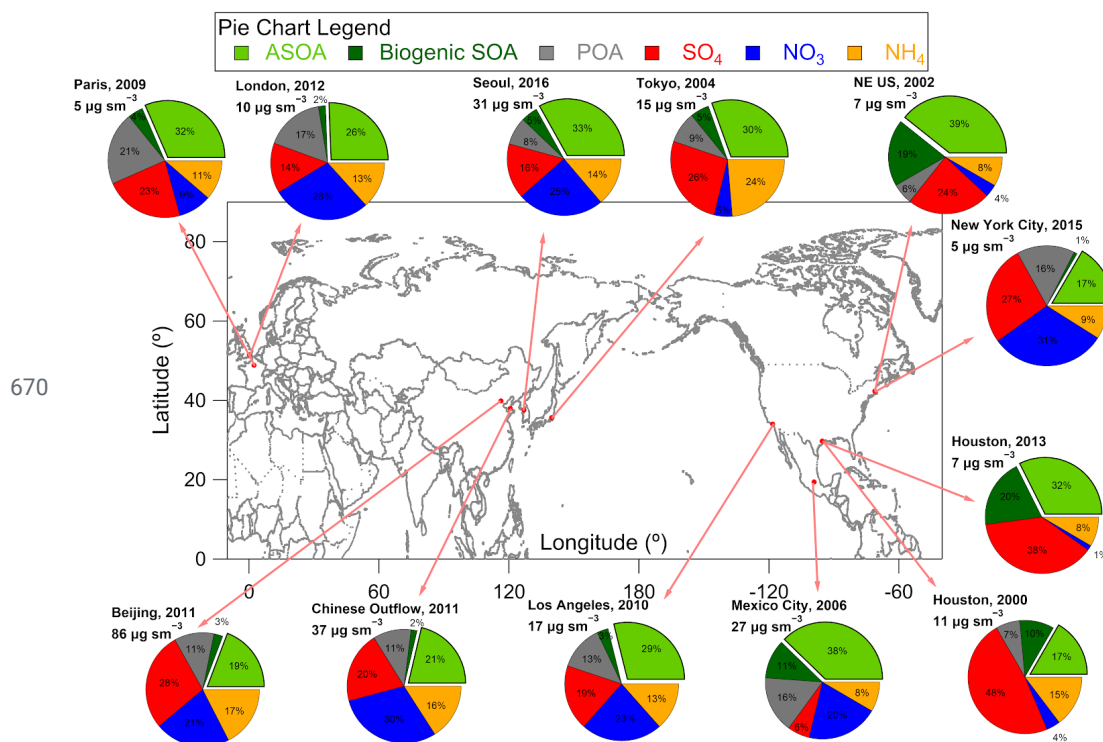 Pie Chart Legend
ASOA Biogenic SOA POA SO4 NO3 NH4
Paris, 2009
5 µg sm−3
4%
32%
21%
11%
23%
9%
London, 2012
10 µg sm−3
2%
17%
26%
14%
13%
28%
Seoul, 2016
31 µg sm−3
5%
33%
8%
16%
14%
25%
Tokyo, 2004
15 µg sm−3
5%
30%
9%
26%
24%
5%
NE US, 2002
7 µg sm−3
39%
19%
8%
6%
24%
4%
New York City, 2015
5 µg sm−3
1%
16%
17%
27%
9%
31%
670
Latitude (º)
80
60
40
20
0
Longitude (º)
0 60 120 180 -120 -60
Houston, 2013
7 µg sm−3
32%
20%
8%
38%
1%
Beijing, 2011
86 µg sm−3
3%
11%
19%
28%
17%
21%
Chinese Outflow, 2011
37 µg sm−3
2%
11%
21%
20%
16%
30%
Los Angeles, 2010
17 µg sm−3
29%
13%
19%
13%
23%
Mexico City, 2006
27 µg sm−3
38%
11%
16%
8%
20%
Houston, 2000
11 µg sm−3
7%
10%
17%
48%
15%
4%